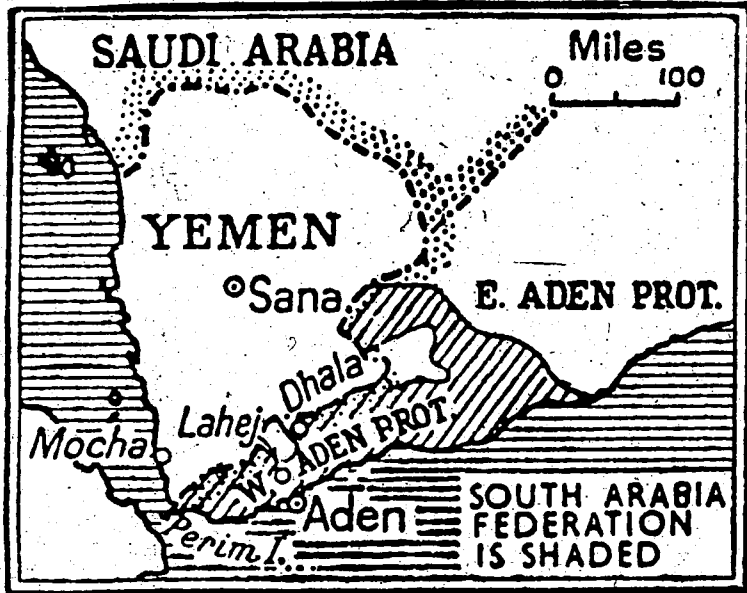 SAUDI ARABIA
Miles
0 100
YEMEN
Sana
E. ADEN PROT.
Dhala
Lahej
W. ADEN PROT.
Mocha
Aden
Perim I.
SOUTH ARABIA
FEDERATION
IS SHADED